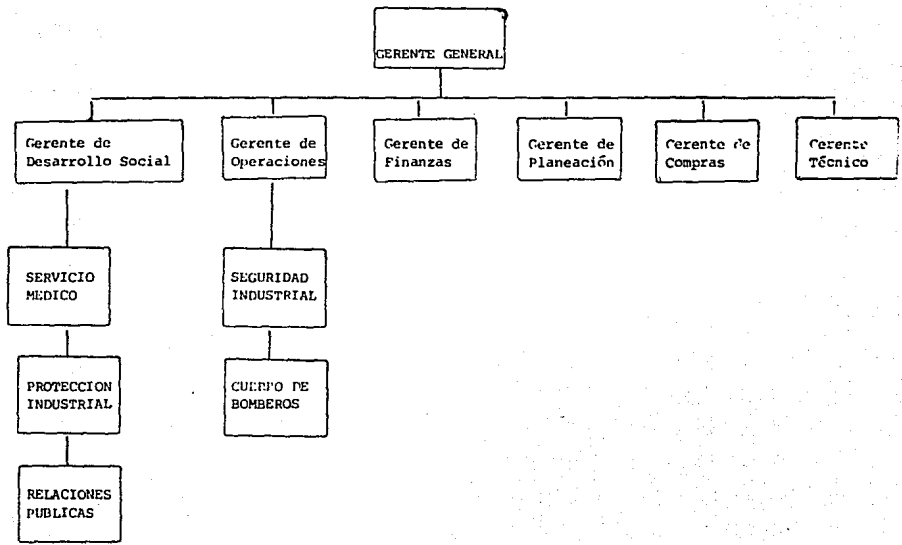 GERENTE GENERAL
Gerente de
Desarrollo Social
Gerente de
Operaciones
Gerente de
Finanzas
Gerente de
Planeación
Gerente de
Compras
Gerente
Técnico
SERVICIO
MEDICO
SEGURIDAD
INDUSTRIAL
PROTECCION
INDUSTRIAL
CUERPO DE
BOMBEROS
RELACIONES
PUBLICAS